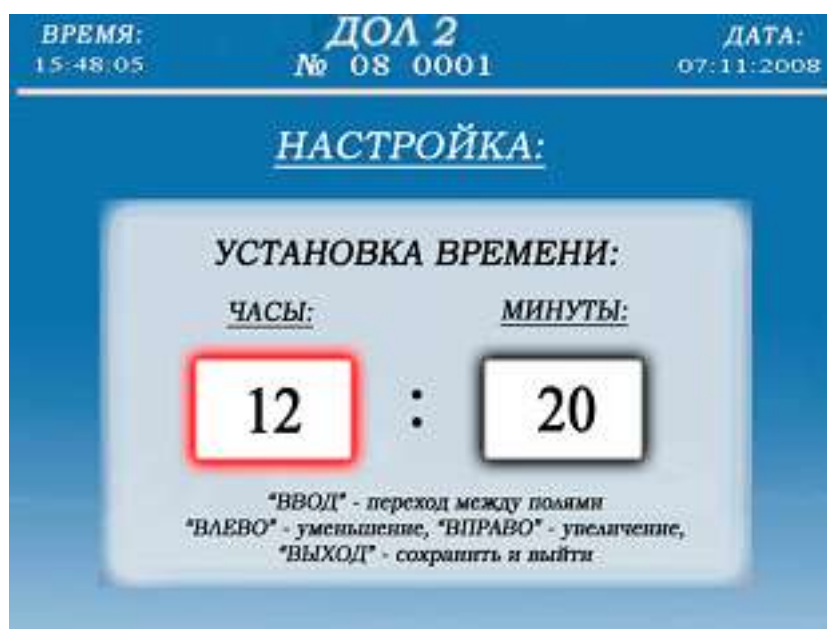 ВРЕМЯ: ДОЛ 2 ДАТА:
15:48:05 № 08 0001 07:11:2008
НАСТРОЙКА:
УСТАНОВКА ВРЕМЕНИ:
ЧАСЫ: МИНУТЫ:
12 : 20
"ВВОД" - переход между полями
"ВЛЕВО" - уменьшение, "ВПРАВО" - увеличение,
"ВЫХОД" - сохранить и выйти